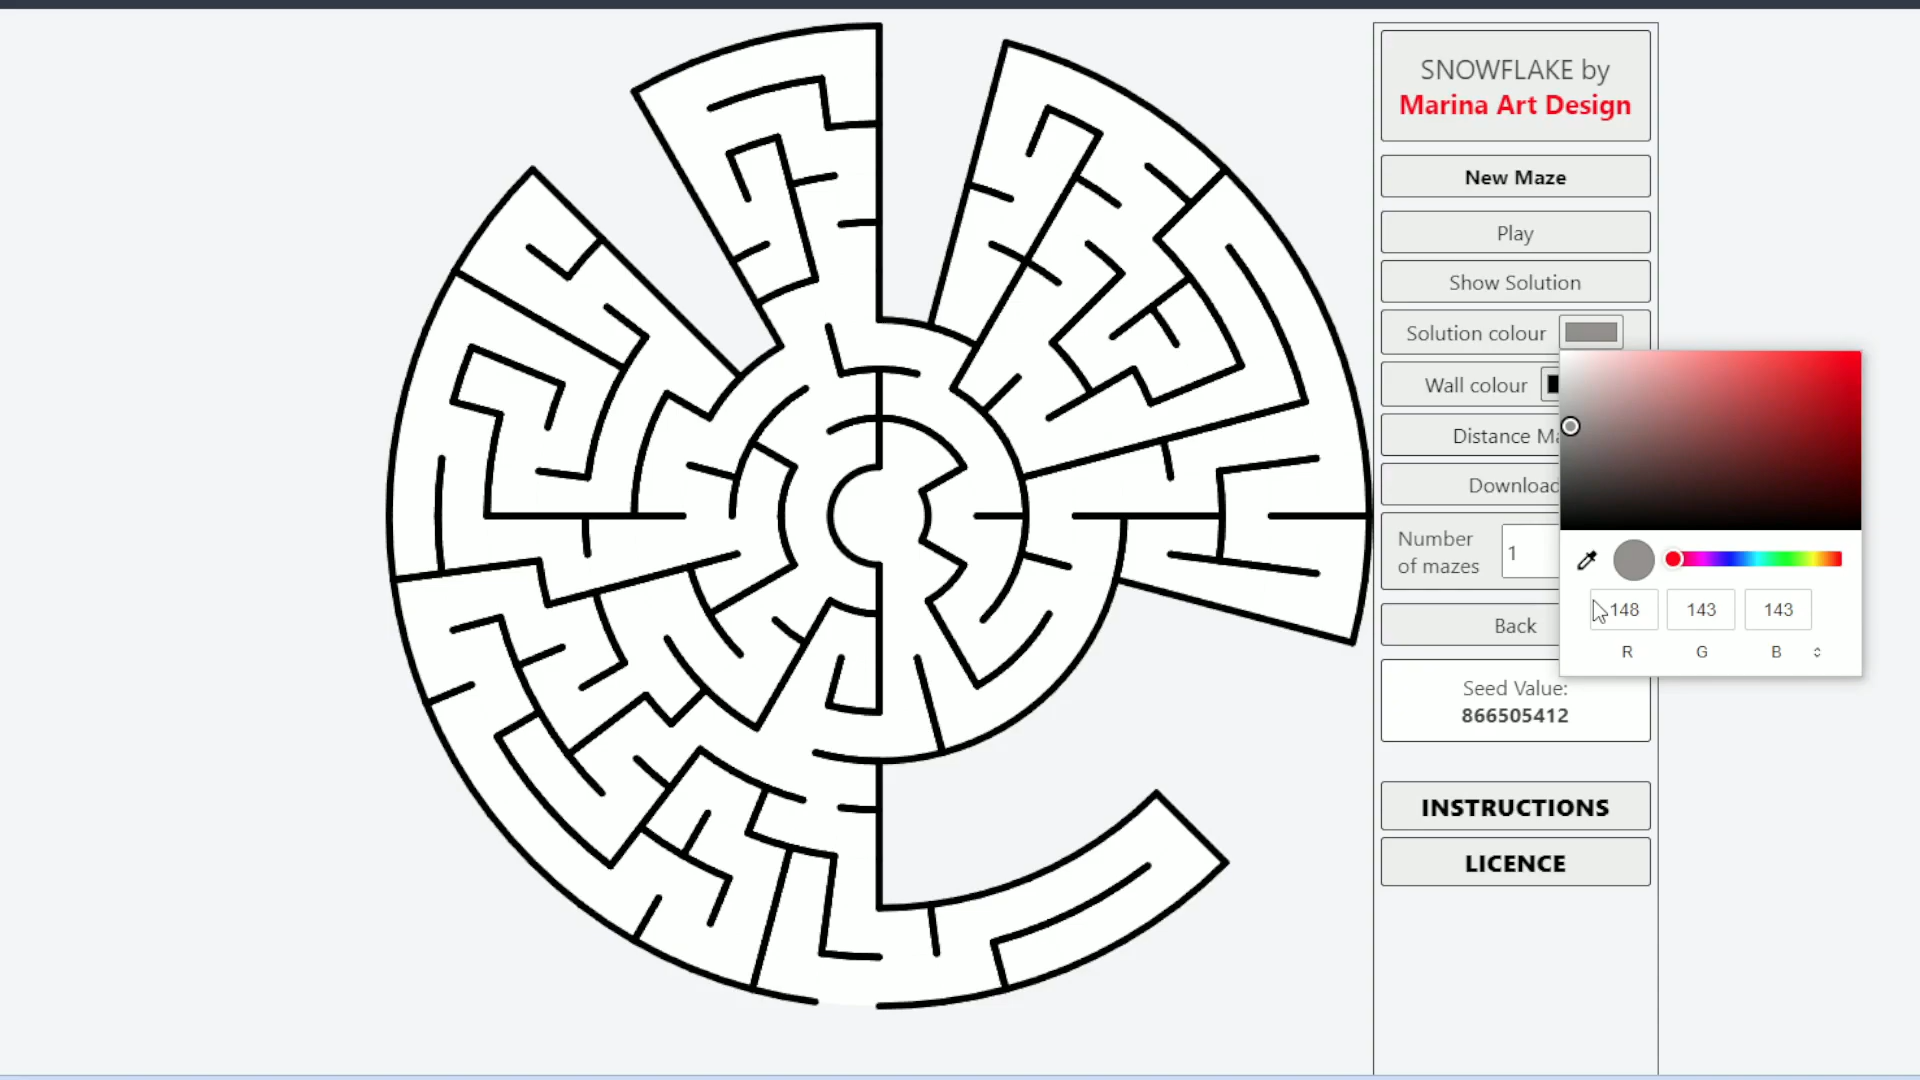 SNOWFLAKE by
Marina Art Design
New Maze
Play
Show Solution
Solution colour
Wall colour
Distance
Download
Number
of mazes
1
Back
148
143
143
R
G
B
Seed Value:
866505412
INSTRUCTIONS
LICENCE